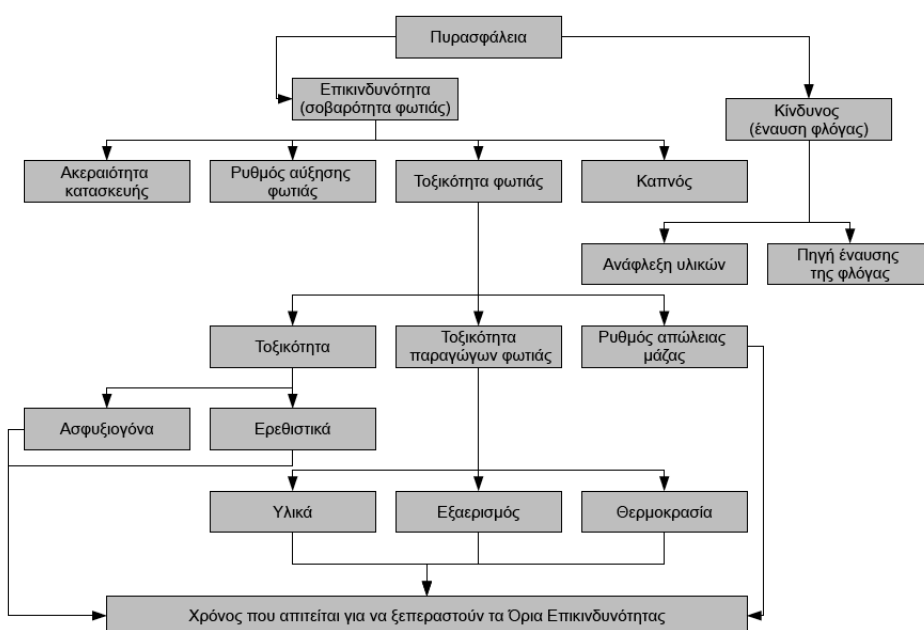 Πυρασφάλεια
Επικινδυνότητα
(σοβαρότητα φωτιάς)
Κίνδυνος
(έναυση φλόγας)
Ακεραιότητα
κατασκευής
Ρυθμός αύξησης
φωτιάς
Τοξικότητα φωτιάς
Καπνός
Ανάφλεξη υλικών
Πηγή έναυσης
της φλόγας
Τοξικότητα
Τοξικότητα
παραγώγων φωτιάς
Ρυθμός απώλειας
μάζας
Ασφυξιογόνα
Ερεθιστικά
Υλικά
Εξαερισμός
Θερμοκρασία
Χρόνος που απιτείται για να ξεπεραστούν τα Όρια Επικινδυνότητας